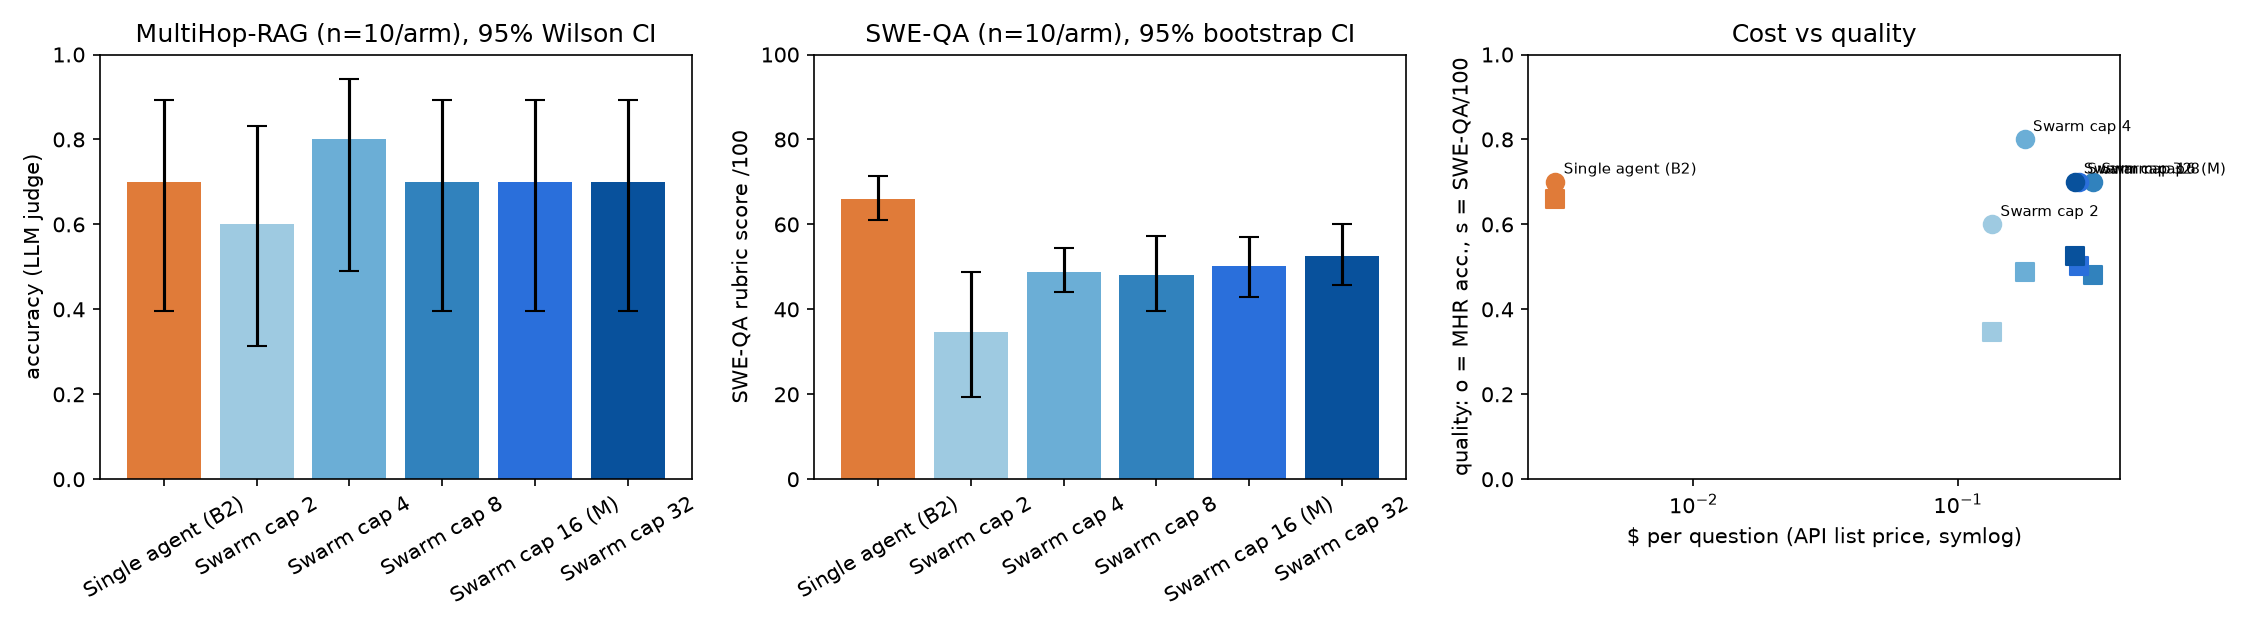 MultiHop-RAG (n=10/arm), 95% Wilson CI
accuracy (LLM judge)
1.0
0.8
0.6
0.4
0.2
0.0
Single agent (B2)
Swarm cap 2
Swarm cap 4
Swarm cap 8
Swarm cap 16 (M)
Swarm cap 32
SWE-QA (n=10/arm), 95% bootstrap CI
SWE-QA rubric score /100
100
80
60
40
20
0
Single agent (B2)
Swarm cap 2
Swarm cap 4
Swarm cap 8
Swarm cap 16 (M)
Swarm cap 32
Cost vs quality
quality: o = MHR acc., s = SWE-QA/100
1.0
0.8
0.6
0.4
0.2
0.0
Swarm cap 4
Single agent (B2)
Swarm cap 2
10⁻²
10⁻¹
$ per question (API list price, symlog)